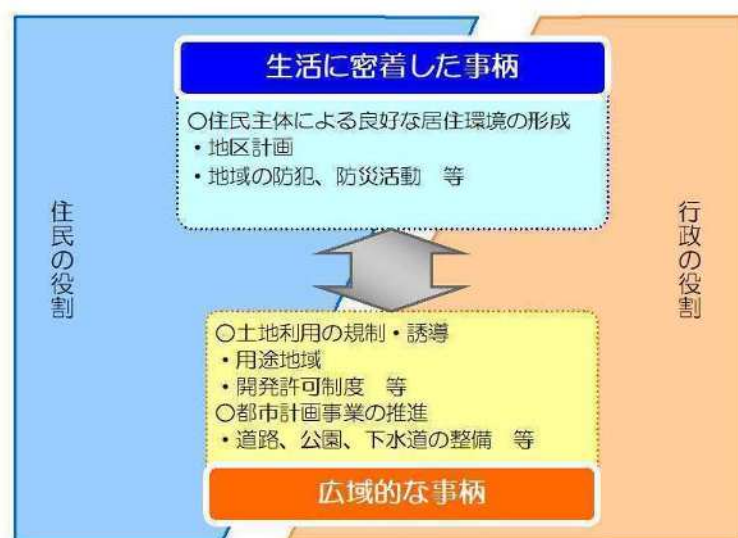 生活に密着した事柄
○住民主体による良好な居住環境の形成
・地区計画
・地域の防犯、防災活動　等
住民の役割
行政の役割
○土地利用の規制・誘導
・用途地域
・開発許可制度　等
○都市計画事業の推進
・道路、公園、下水道の整備　等
広域的な事柄